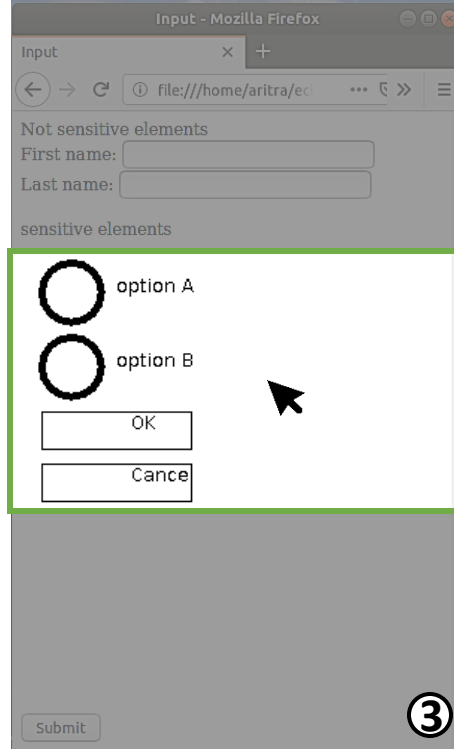 Input - Mozilla Firefox
Input
file:///home/aritra/ec
Not sensitive elements
First name:
Last name:
sensitive elements
option A
option B
OK
Cance
Submit
3